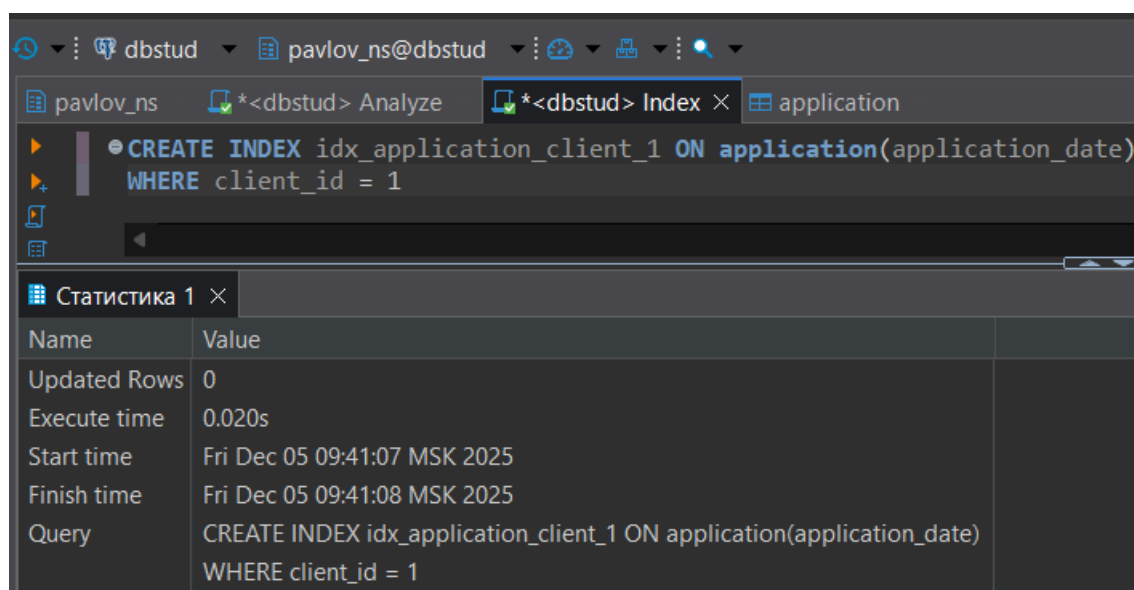 dbstud pavlov_ns@dbstud
pavlov_ns *<dbstud> Analyze *<dbstud> Index application
CREATE INDEX idx_application_client_1 ON application(application_date)
WHERE client_id = 1
Статистика 1
Name Value
Updated Rows 0
Execute time 0.020s
Start time Fri Dec 05 09:41:07 MSK 2025
Finish time Fri Dec 05 09:41:08 MSK 2025
Query CREATE INDEX idx_application_client_1 ON application(application_date)
WHERE client_id = 1